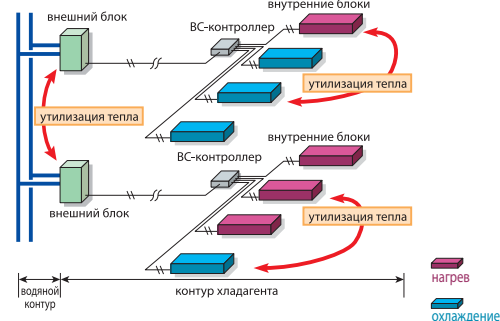 внешний блок
ВС-контроллер
внутренние блоки
утилизация тепла
утилизация тепла
внутренние блоки
ВС-контроллер
внешний блок
утилизация тепла
водяной
контур
контур хладагента
нагрев
охлаждение